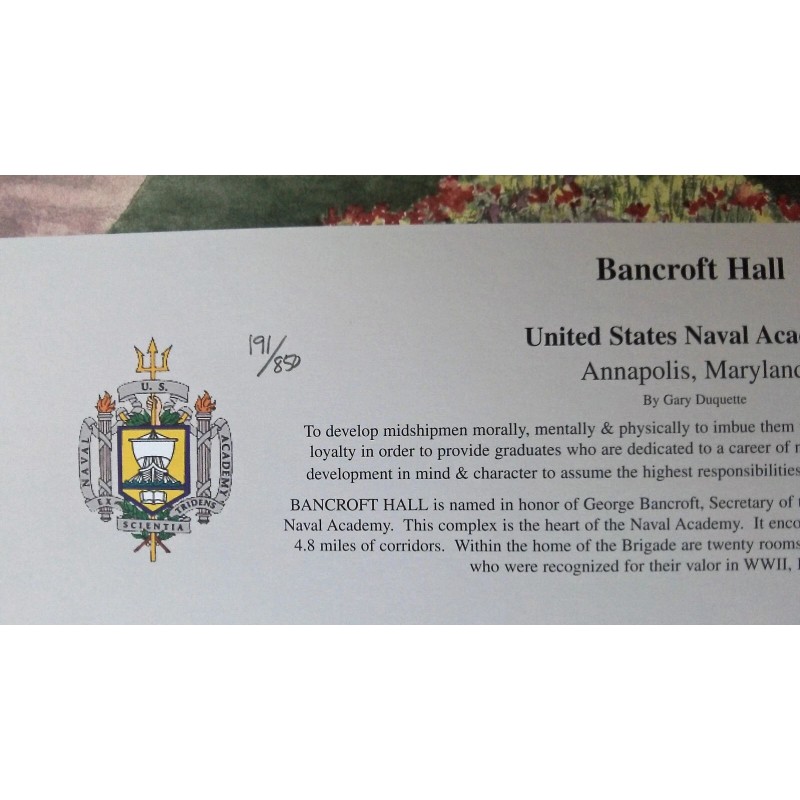 Bancroft Hall
191/850
United States Naval Aca
Annapolis, Maryland
By Gary Duquette
To develop midshipmen morally, mentally & physically to imbue them
loyalty in order to provide graduates who are dedicated to a career of
development in mind & character to assume the highest responsibilities
BANCROFT HALL is named in honor of George Bancroft, Secretary of
Naval Academy. This complex is the heart of the Naval Academy. It enco
4.8 miles of corridors. Within the home of the Brigade are twenty rooms
who were recognized for their valor in WWII,
U. S.
NAVAL
ACADEMY
EX
TRIDENS
SCIENTIA